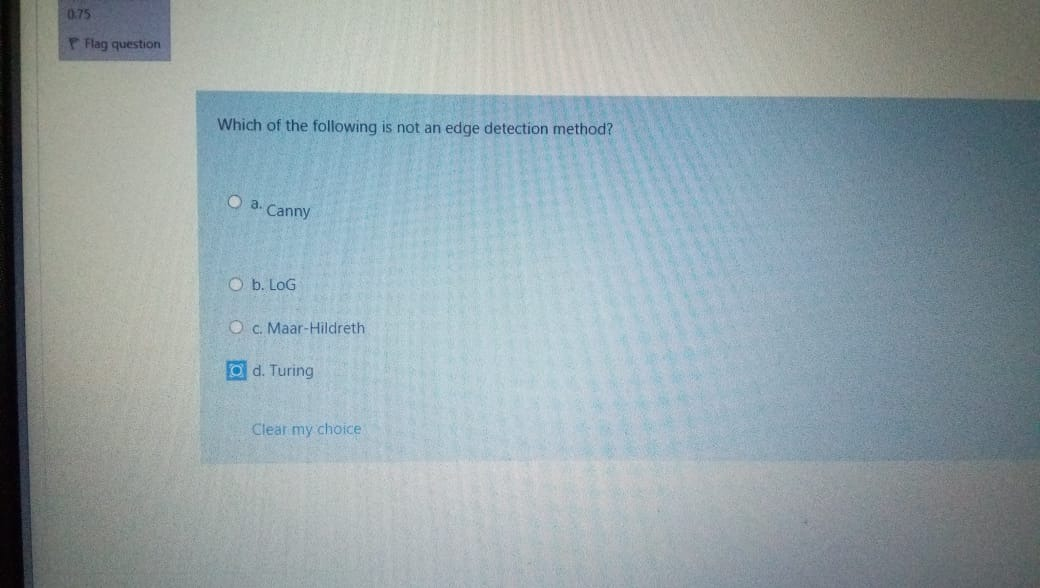 0.75
Flag question
Which of the following is not an edge detection method?
a. Canny
b. LoG
c. Maar-Hildreth
d. Turing
Clear my choice